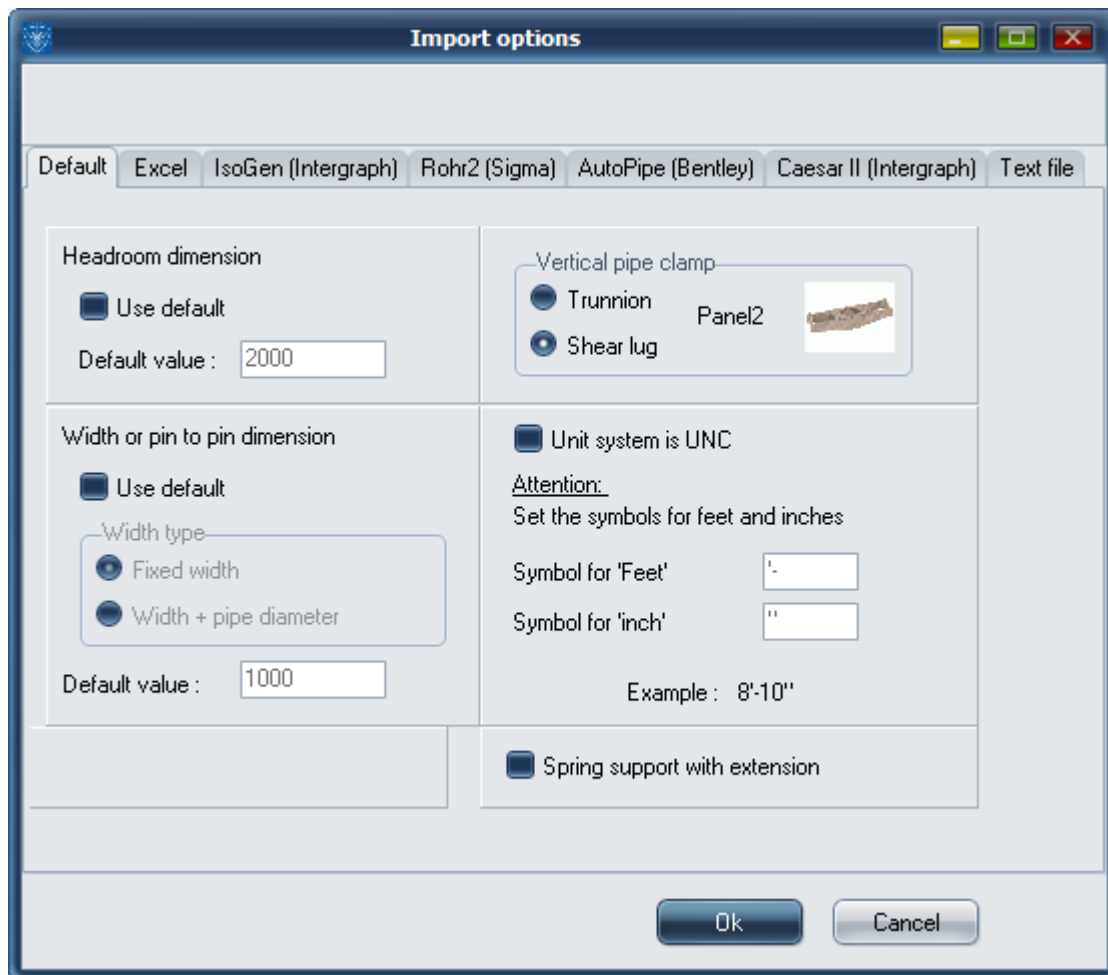 Import options
Default Excel IsoGen (Intergraph) Rohr2 (Sigma) AutoPipe (Bentley) Caesar II (Intergraph) Text file
Headroom dimension
Use default
Default value : 2000
Vertical pipe clamp
Trunnion
Panel2
Shear lug
Width or pin to pin dimension
Use default
Width type
Fixed width
Width + pipe diameter
Default value : 1000
Unit system is UNC
Attention:
Set the symbols for feet and inches
Symbol for 'Feet' '-
Symbol for 'inch' ''
Example : 8'-10''
Spring support with extension
Ok Cancel